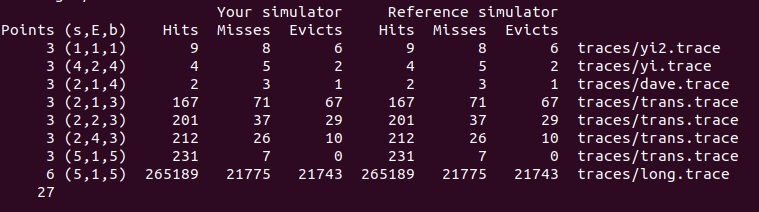 Your simulator Reference simulator
Points (s,E,b) Hits Misses Evicts Hits Misses Evicts
3 (1,1,1) 9 8 6 9 8 6 traces/yi2.trace
3 (4,2,4) 4 5 2 4 5 2 traces/yi.trace
3 (2,1,4) 2 3 1 2 3 1 traces/dave.trace
3 (2,1,3) 167 71 67 167 71 67 traces/trans.trace
3 (2,2,3) 201 37 29 201 37 29 traces/trans.trace
3 (2,4,3) 212 26 10 212 26 10 traces/trans.trace
3 (5,1,5) 231 7 0 231 7 0 traces/trans.trace
6 (5,1,5) 265189 21775 21743 265189 21775 21743 traces/long.trace
27